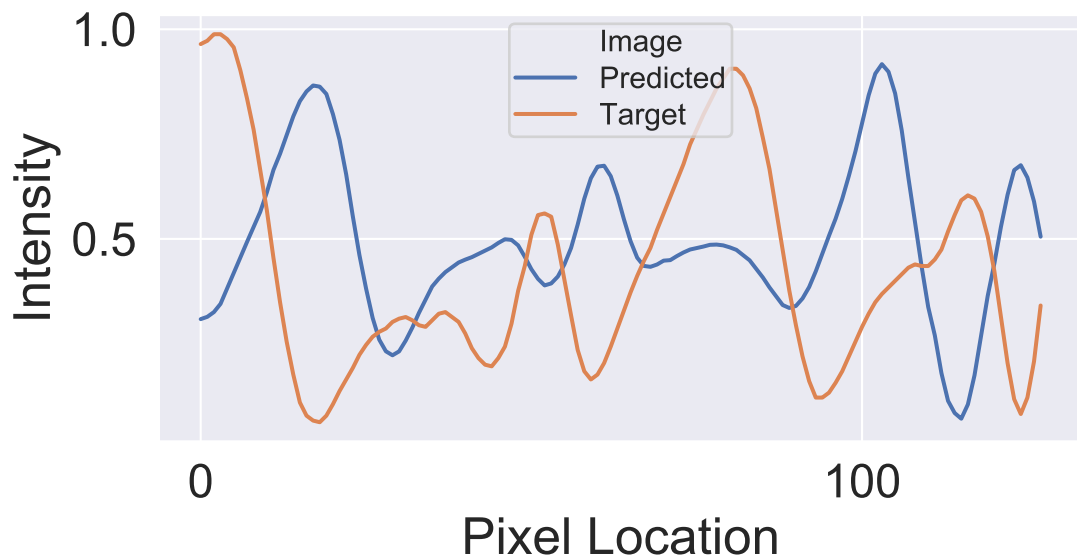 1.0
0.5
Intensity
Image
Predicted
Target
0
100
Pixel Location